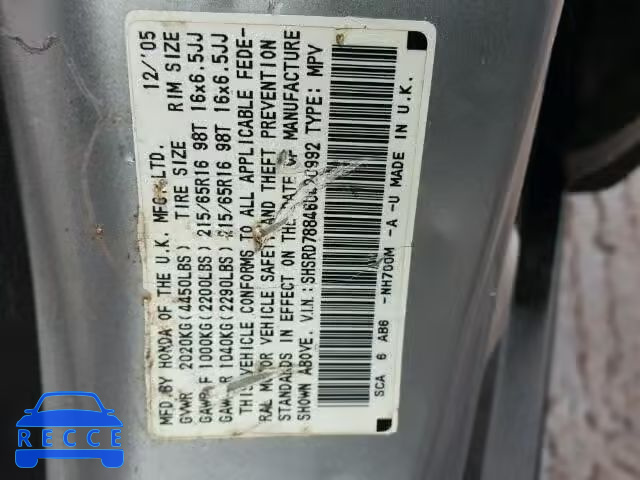 MFD.BY HONDA OF THE U.K. MFG. LTD. 12/'05
GVWR 2020KG(4450LBS) TIRE SIZE RIM SIZE
GAWR F 1000KG(2200LBS) 215/65R16 98T 16x6.5JJ
GAWR R 1040KG(2290LBS) 215/65R16 98T 16x6.5JJ
THIS VEHICLE CONFORMS TO ALL APPLICABLE FEDE-
RAL MOTOR VEHICLE SAFETY AND THEFT PREVENTION
STANDARDS IN EFFECT ON THE DATE OF MANUFACTURE
SHOWN ABOVE. V.I.N.: TYPE: MPV
SCA 6 AB6 -NH700M -A -U MADE IN U.K.
RECCE